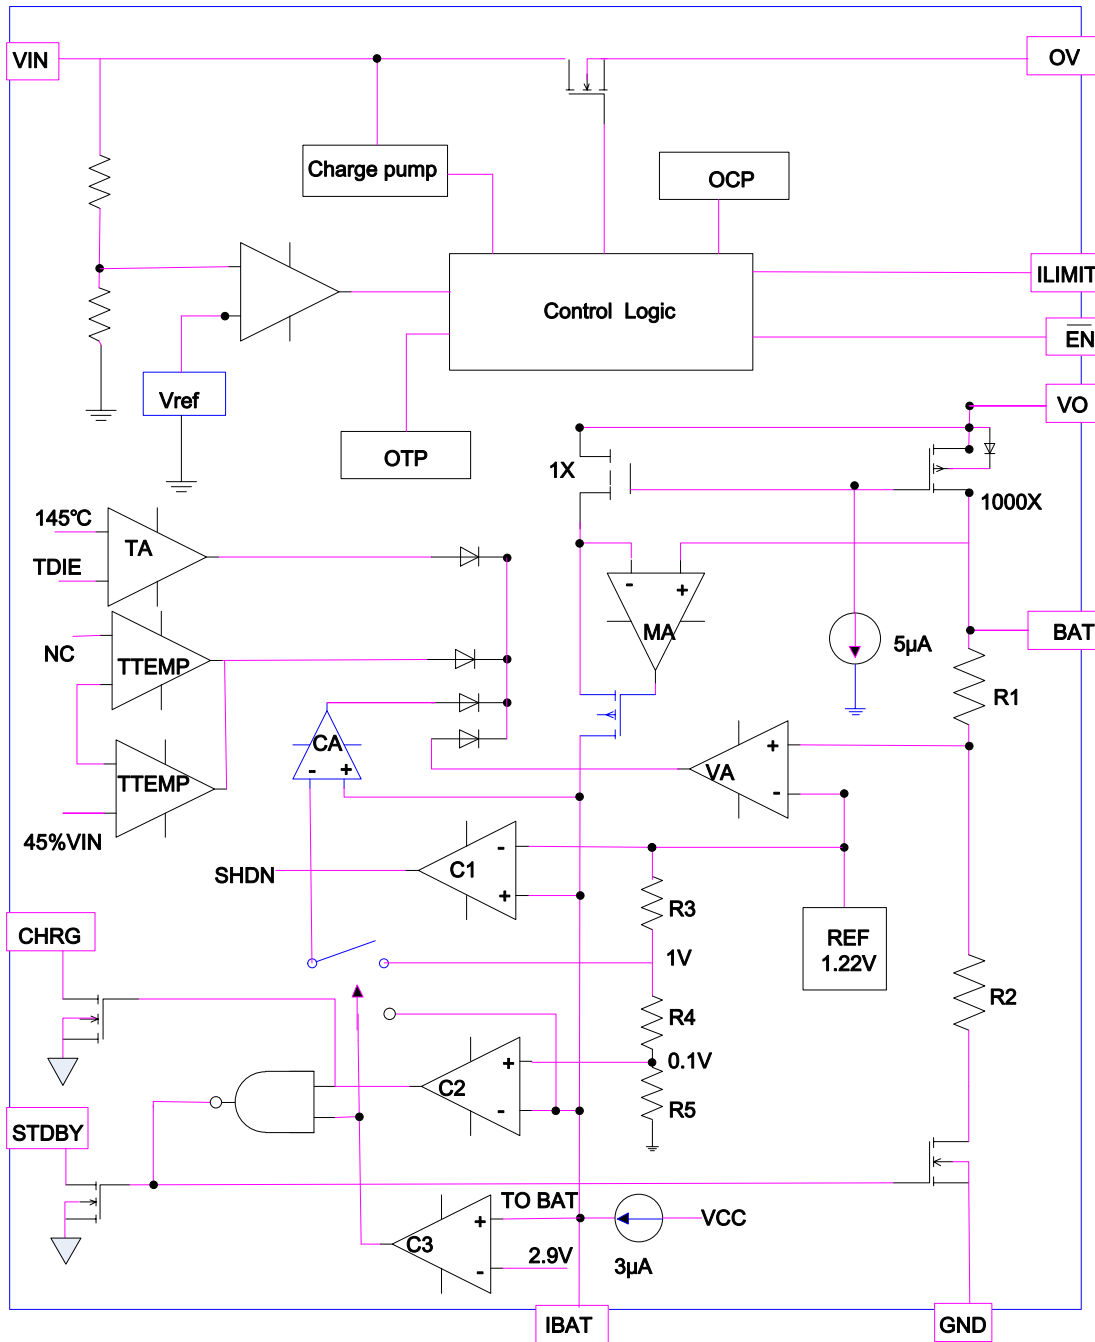 VIN
OV
Charge pump
OCP
ILIMIT
Control Logic
EN
Vref
VO
OTP
1X
1000X
145℃
TA
TDIE
- +
MA
5μA
BAT
NC
TTEMP
R1
CA
- +
+
VA
-
TTEMP
45%VIN
-
C1
+
SHDN
R3
REF
1.22V
CHRG
1V
R2
R4
0.1V
+
C2
-
R5
STDBY
TO BAT
VCC
+
C3
-
2.9V
3μA
IBAT
GND